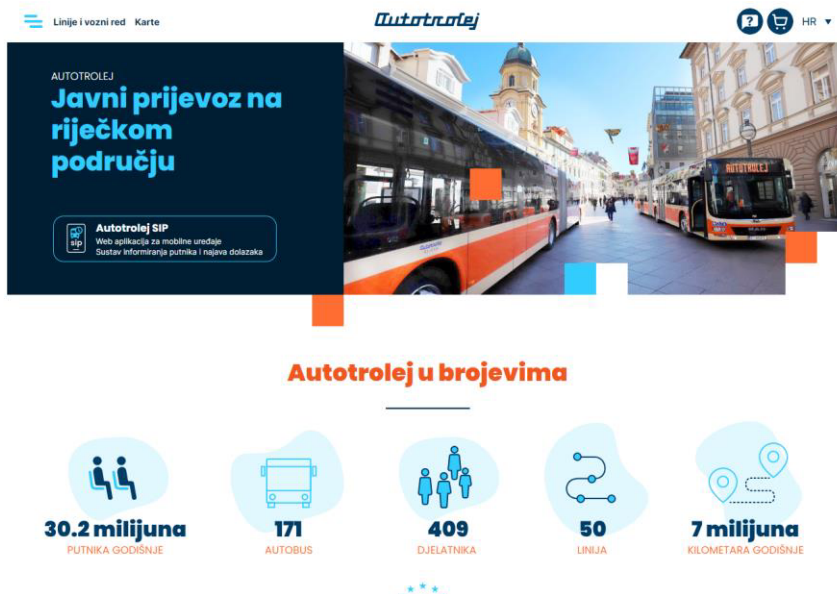 Linije i vozni red Karte
Autotrolej
HR
AUTOTROLEJ
Javni prijevoz na
riječkom
području
sip
Autotrolej SIP
Web aplikacija za mobilne uređaje
Sustav informiranja putnika i najava dolazaka
AUTOTROLEJ
Autotrolej u brojevima
30.2 milijuna
PUTNIKA GODIŠNJE
171
AUTOBUS
409
DJELATNIKA
50
LINIJA
7 milijuna
KILOMETARA GODIŠNJE